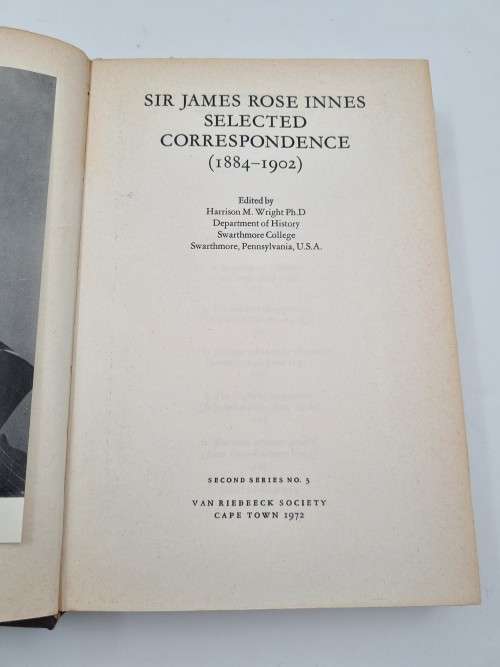 SIR JAMES ROSE INNES
SELECTED
CORRESPONDENCE
(1884–1902)
Edited by
Harrison M. Wright Ph.D
Department of History
Swarthmore College
Swarthmore, Pennsylvania, U.S.A.
SECOND SERIES NO. 5
VAN RIEBEECK SOCIETY
CAPE TOWN 1972